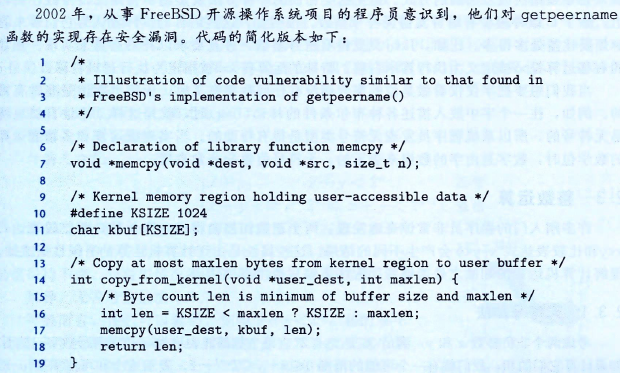 2002 年，从事 FreeBSD 开源操作系统项目的程序员意识到，他们对 getpeername
函数的实现存在安全漏洞。代码的简化版本如下：
1 /*
2 * Illustration of code vulnerability similar to that found in
3 * FreeBSD's implementation of getpeername()
4 */
5
6 /* Declaration of library function memcpy */
7 void *memcpy(void *dest, void *src, size_t n);
8
9 /* Kernel memory region holding user-accessible data */
10 #define KSIZE 1024
11 char kbuf[KSIZE];
12
13 /* Copy at most maxlen bytes from kernel region to user buffer */
14 int copy_from_kernel(void *user_dest, int maxlen) {
15 /* Byte count len is minimum of buffer size and maxlen */
16 int len = KSIZE < maxlen ? KSIZE : maxlen;
17 memcpy(user_dest, kbuf, len);
18 return len;
19 }